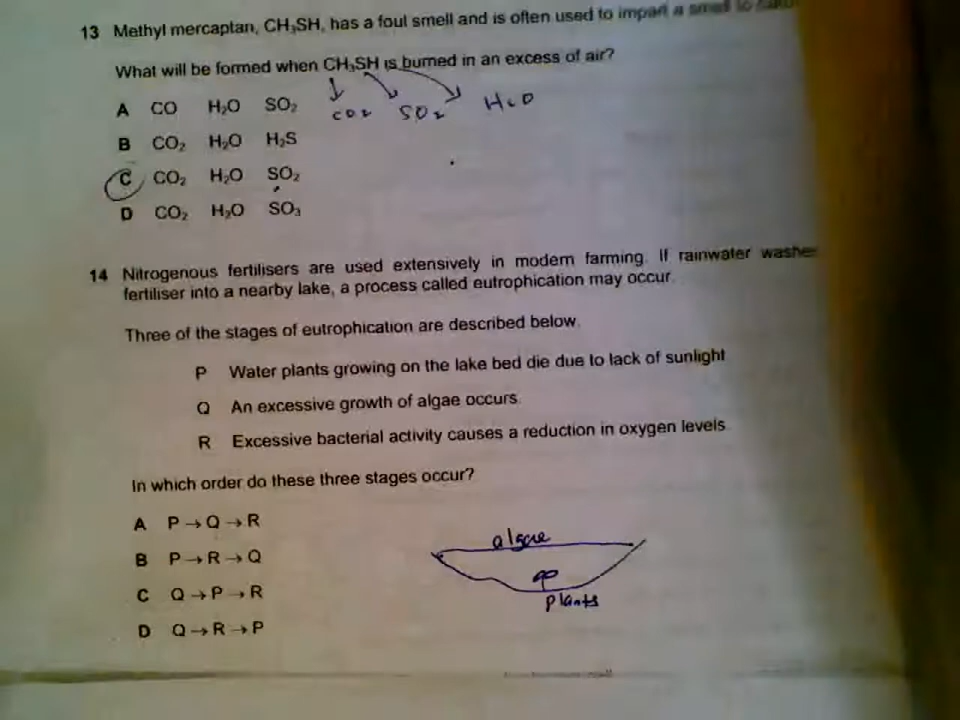 13 Methyl mercaptan, CH₃SH, has a foul smell and is often used to impart a smell to
What will be formed when CH₃SH is burned in an excess of air?
A CO H₂O SO₂
CO₂ SO₂ H₂O
B CO₂ H₂O H₂S
C CO₂ H₂O SO₂
D CO₂ H₂O SO₃
14 Nitrogenous fertilisers are used extensively in modern farming. If rainwater washes
fertiliser into a nearby lake, a process called eutrophication may occur.
Three of the stages of eutrophication are described below.
P Water plants growing on the lake bed die due to lack of sunlight
Q An excessive growth of algae occurs.
R Excessive bacterial activity causes a reduction in oxygen levels
In which order do these three stages occur?
A P → Q → R
B P → R → Q
C Q → P → R
D Q → R → P
algae
plants